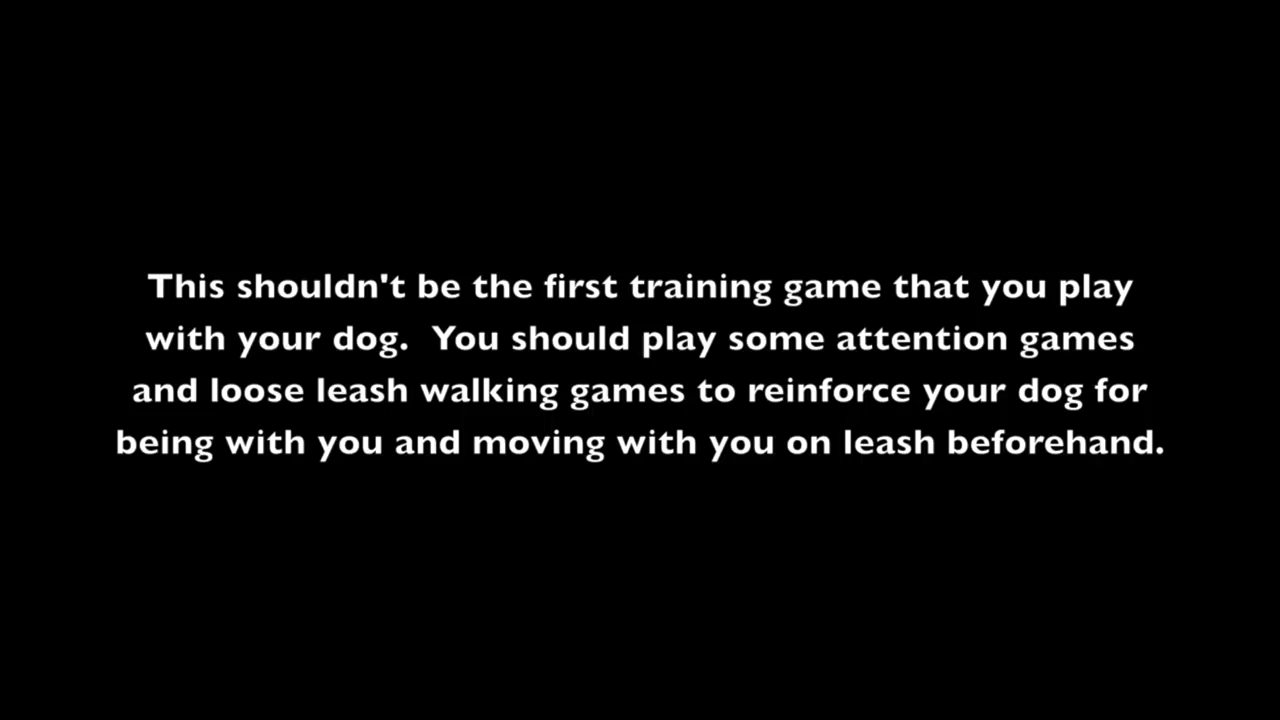 This shouldn't be the first training game that you play
with your dog.  You should play some attention games
and loose leash walking games to reinforce your dog for
being with you and moving with you on leash beforehand.